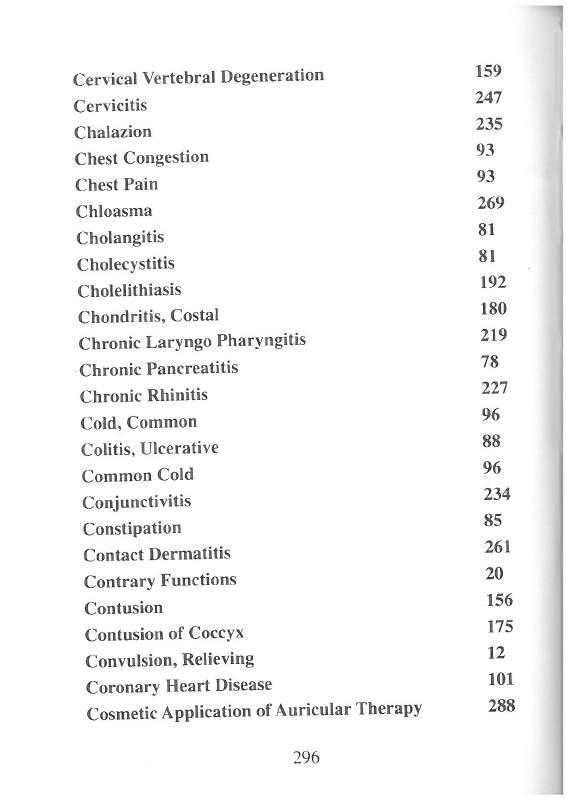 Cervical Vertebral Degeneration 159
Cervicitis 247
Chalazion 235
Chest Congestion 93
Chest Pain 93
Chloasma 269
Cholangitis 81
Cholecystitis 81
Cholelithiasis 192
Chondritis, Costal 180
Chronic Laryngo Pharyngitis 219
Chronic Pancreatitis 78
Chronic Rhinitis 227
Cold, Common 96
Colitis, Ulcerative 88
Common Cold 96
Conjunctivitis 234
Constipation 85
Contact Dermatitis 261
Contrary Functions 20
Contusion 156
Contusion of Coccyx 175
Convulsion, Relieving 12
Coronary Heart Disease 101
Cosmetic Application of Auricular Therapy 288
296